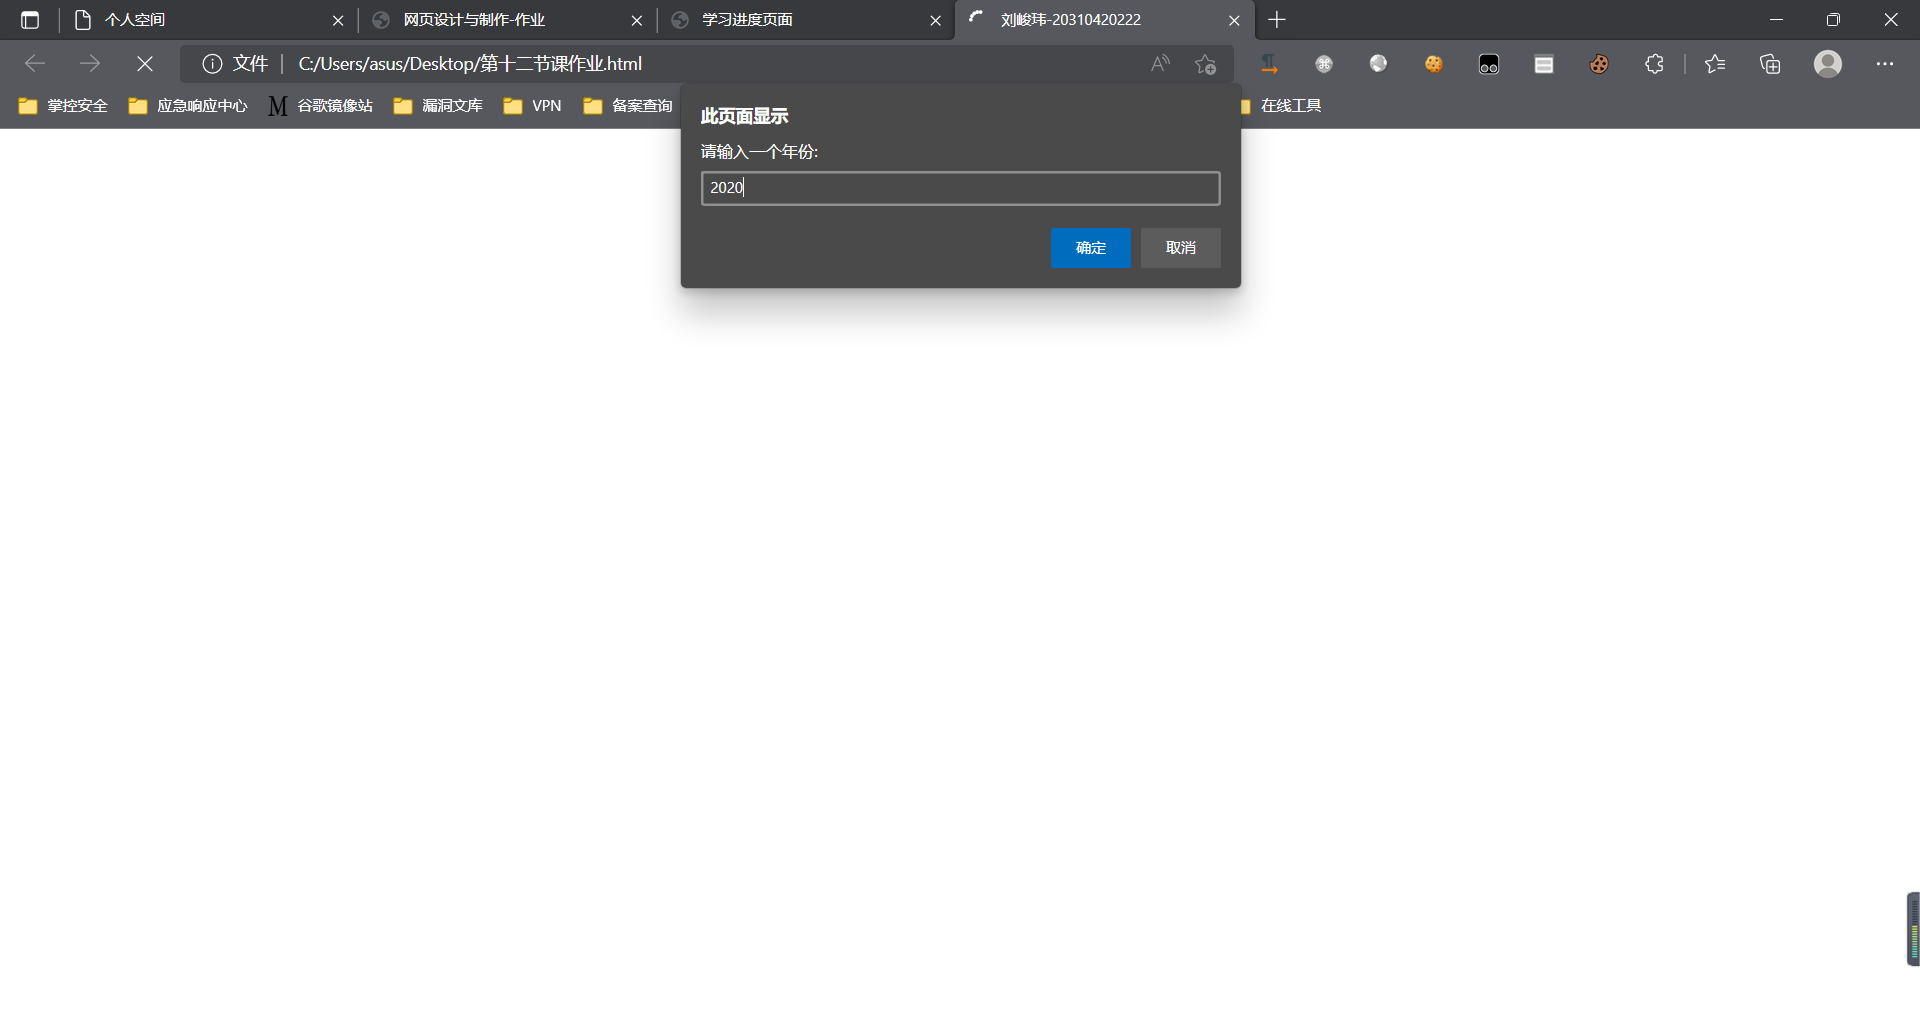 个人空间
网页设计与制作-作业
学习进度页面
刘峻玮-20310420222
文件
C:/Users/asus/Desktop/第十二节课作业.html
掌控安全
应急响应中心
M 谷歌镜像站
漏洞文库
VPN
备案查询
在线工具
此页面显示
请输入一个年份:
2020
确定
取消